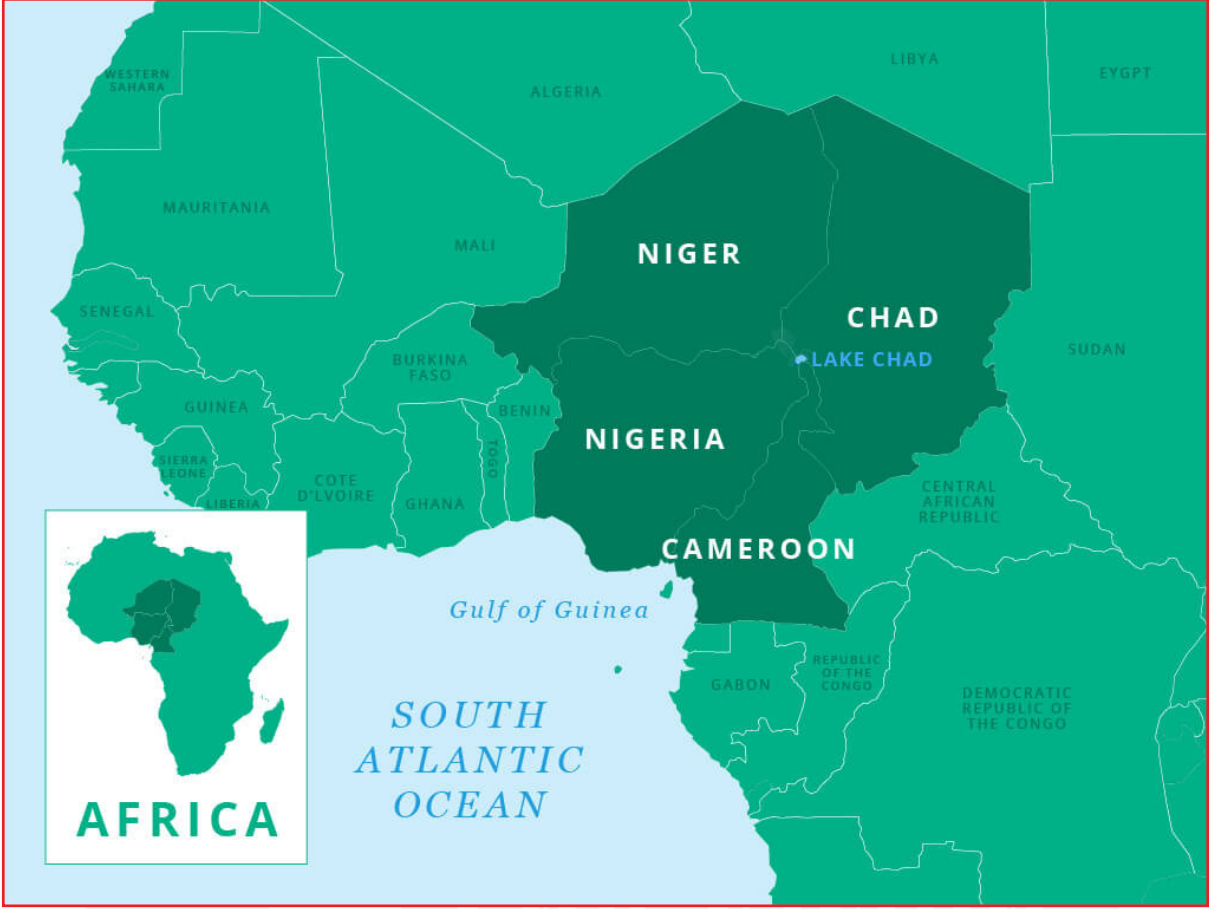 WESTERN
SAHARA
ALGERIA
LIBYA
EYGPT
MAURITANIA
MALI
NIGER
CHAD
LAKE CHAD
SENEGAL
SUDAN
BURKINA
FASO
GUINEA
BENIN
NIGERIA
TOGO
SIERRA
LEONE
COTE
D'LVOIRE
GHANA
LIBERIA
CENTRAL
AFRICAN
REPUBLIC
CAMEROON
Gulf of Guinea
GABON
REPUBLIC
OF THE
CONGO
DEMOCRATIC
REPUBLIC OF
THE CONGO
SOUTH
ATLANTIC
OCEAN
AFRICA